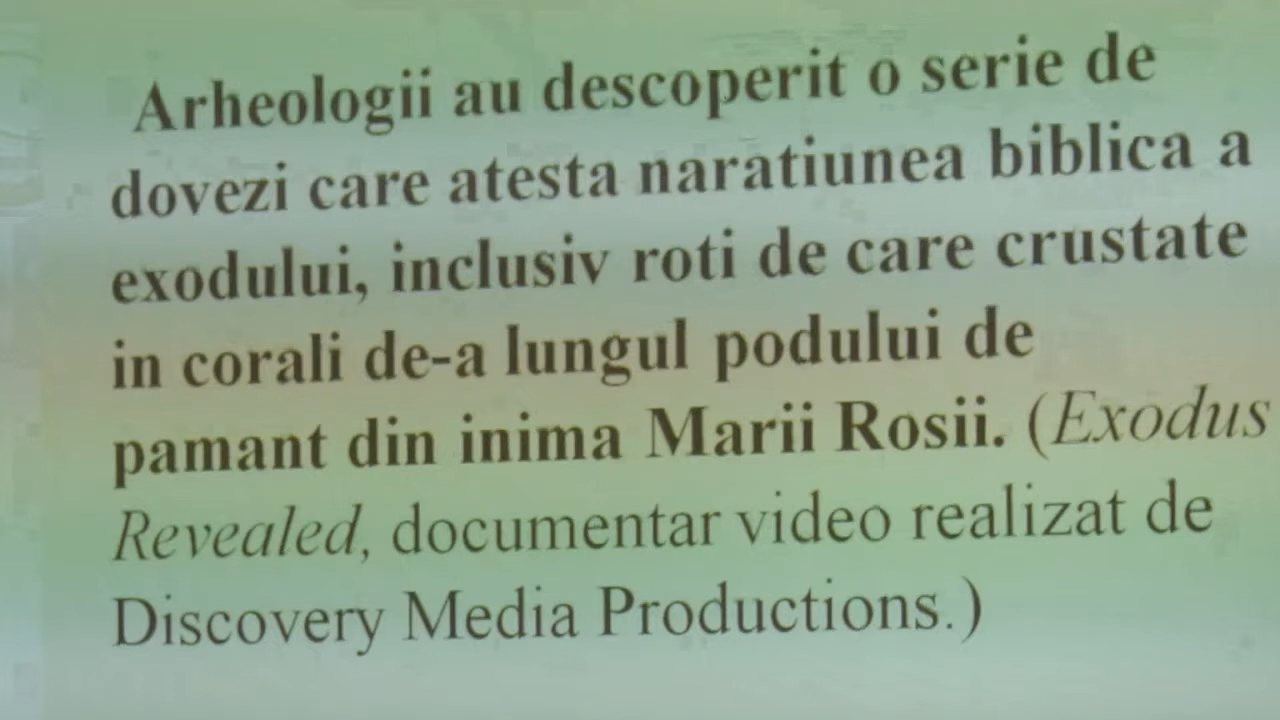 Arheologii au descoperit o serie de
dovezi care atesta naratiunea biblica a
exodului, inclusiv roti de care crustate
in corali de-a lungul podului de
pamant din inima Marii Rosii. (Exodus
Revealed, documentar video realizat de
Discovery Media Productions.)